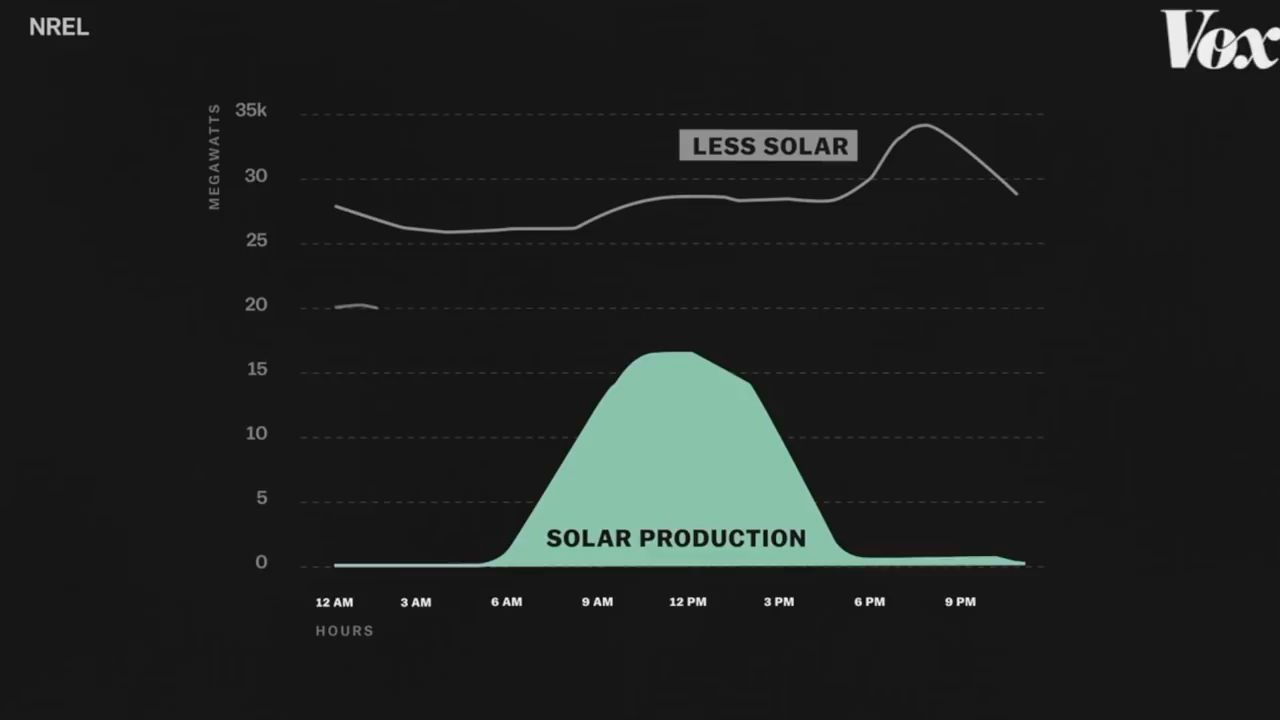 NREL
Vox
MEGAWATTS
35k
LESS SOLAR
30
25
20
15
10
5
SOLAR PRODUCTION
0
12 AM 3 AM 6 AM 9 AM 12 PM 3 PM 6 PM 9 PM
HOURS